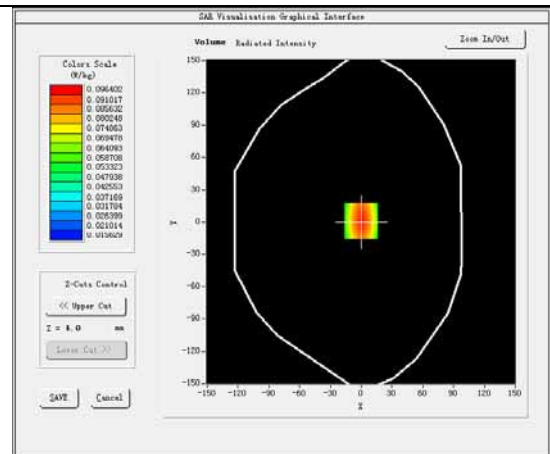 SAR Visualisation Graphical Interface
Volume Radiated Intensity
Zoom In/Out
Colors Scale
(W/kg)
0.096402
0.091017
0.085632
0.080248
0.074863
0.069478
0.064093
0.058708
0.053323
0.047938
0.042553
0.037169
0.031784
0.026399
0.021014
0.015629
Z-Cuts Control
<< Upper Cut
Z = 4.0 mm
Lower Cut >>
SAVE
Cancel
150
120
90
60
30
0
-30
-60
-90
-120
-150
Y
-150 -120 -90 -60 -30 0 30 60 90 120 150
X